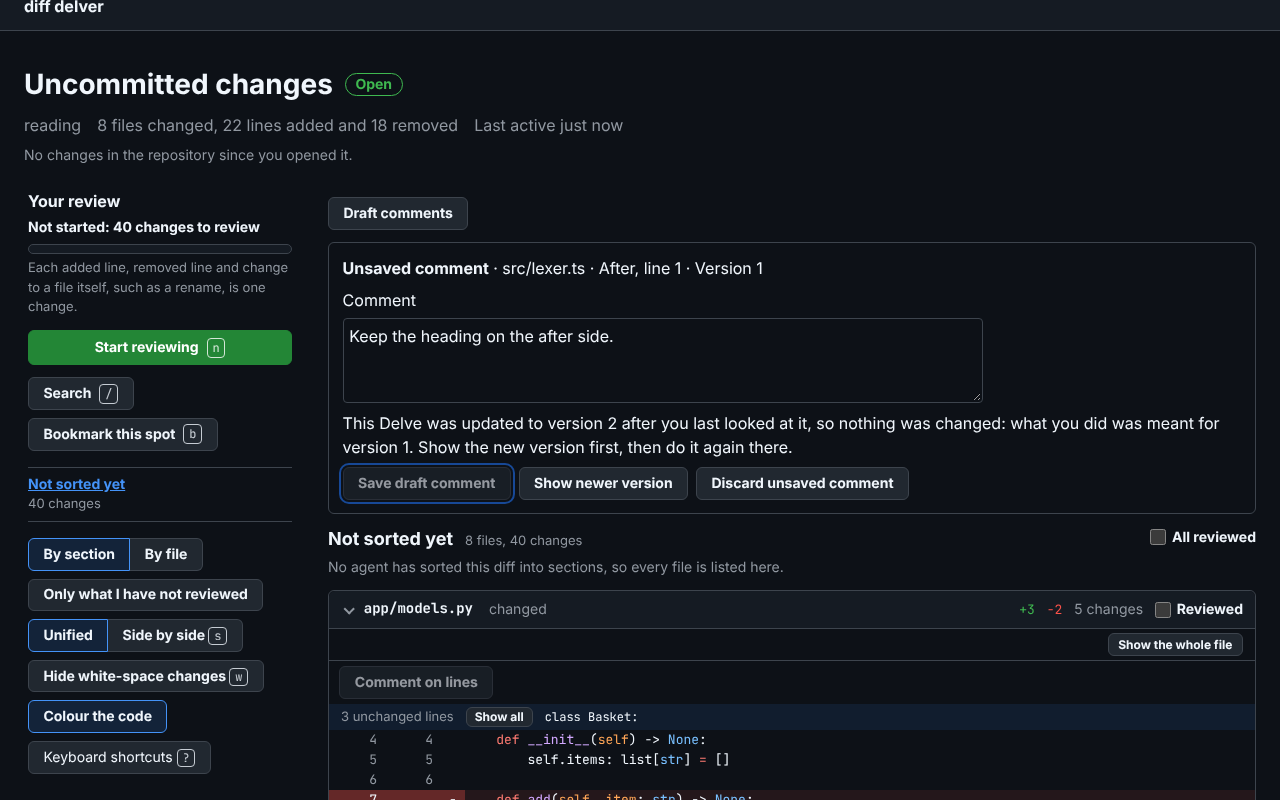 diff delver
Uncommitted changes Open
reading 8 files changed, 22 lines added and 18 removed Last active just now
No changes in the repository since you opened it.
Your review
Not started: 40 changes to review
Each added line, removed line and change
to a file itself, such as a rename, is one
change.
Start reviewing n
Search /
Bookmark this spot b
Not sorted yet
40 changes
By section By file
Only what I have not reviewed
Unified Side by side s
Hide white-space changes w
Colour the code
Keyboard shortcuts ?
Draft comments
Unsaved comment · src/lexer.ts · After, line 1 · Version 1
Comment
Keep the heading on the after side.
This Delve was updated to version 2 after you last looked at it, so nothing was changed: what you did was meant for
version 1. Show the new version first, then do it again there.
Save draft comment Show newer version Discard unsaved comment
Not sorted yet 8 files, 40 changes All reviewed
No agent has sorted this diff into sections, so every file is listed here.
app/models.py changed +3 -2 5 changes Reviewed
Show the whole file
Comment on lines
3 unchanged lines Show all class Basket:
4 4 def __init__(self) -> None:
5 5 self.items: list[str] = []
6 6
7 - def add(self, item: str) -> None: